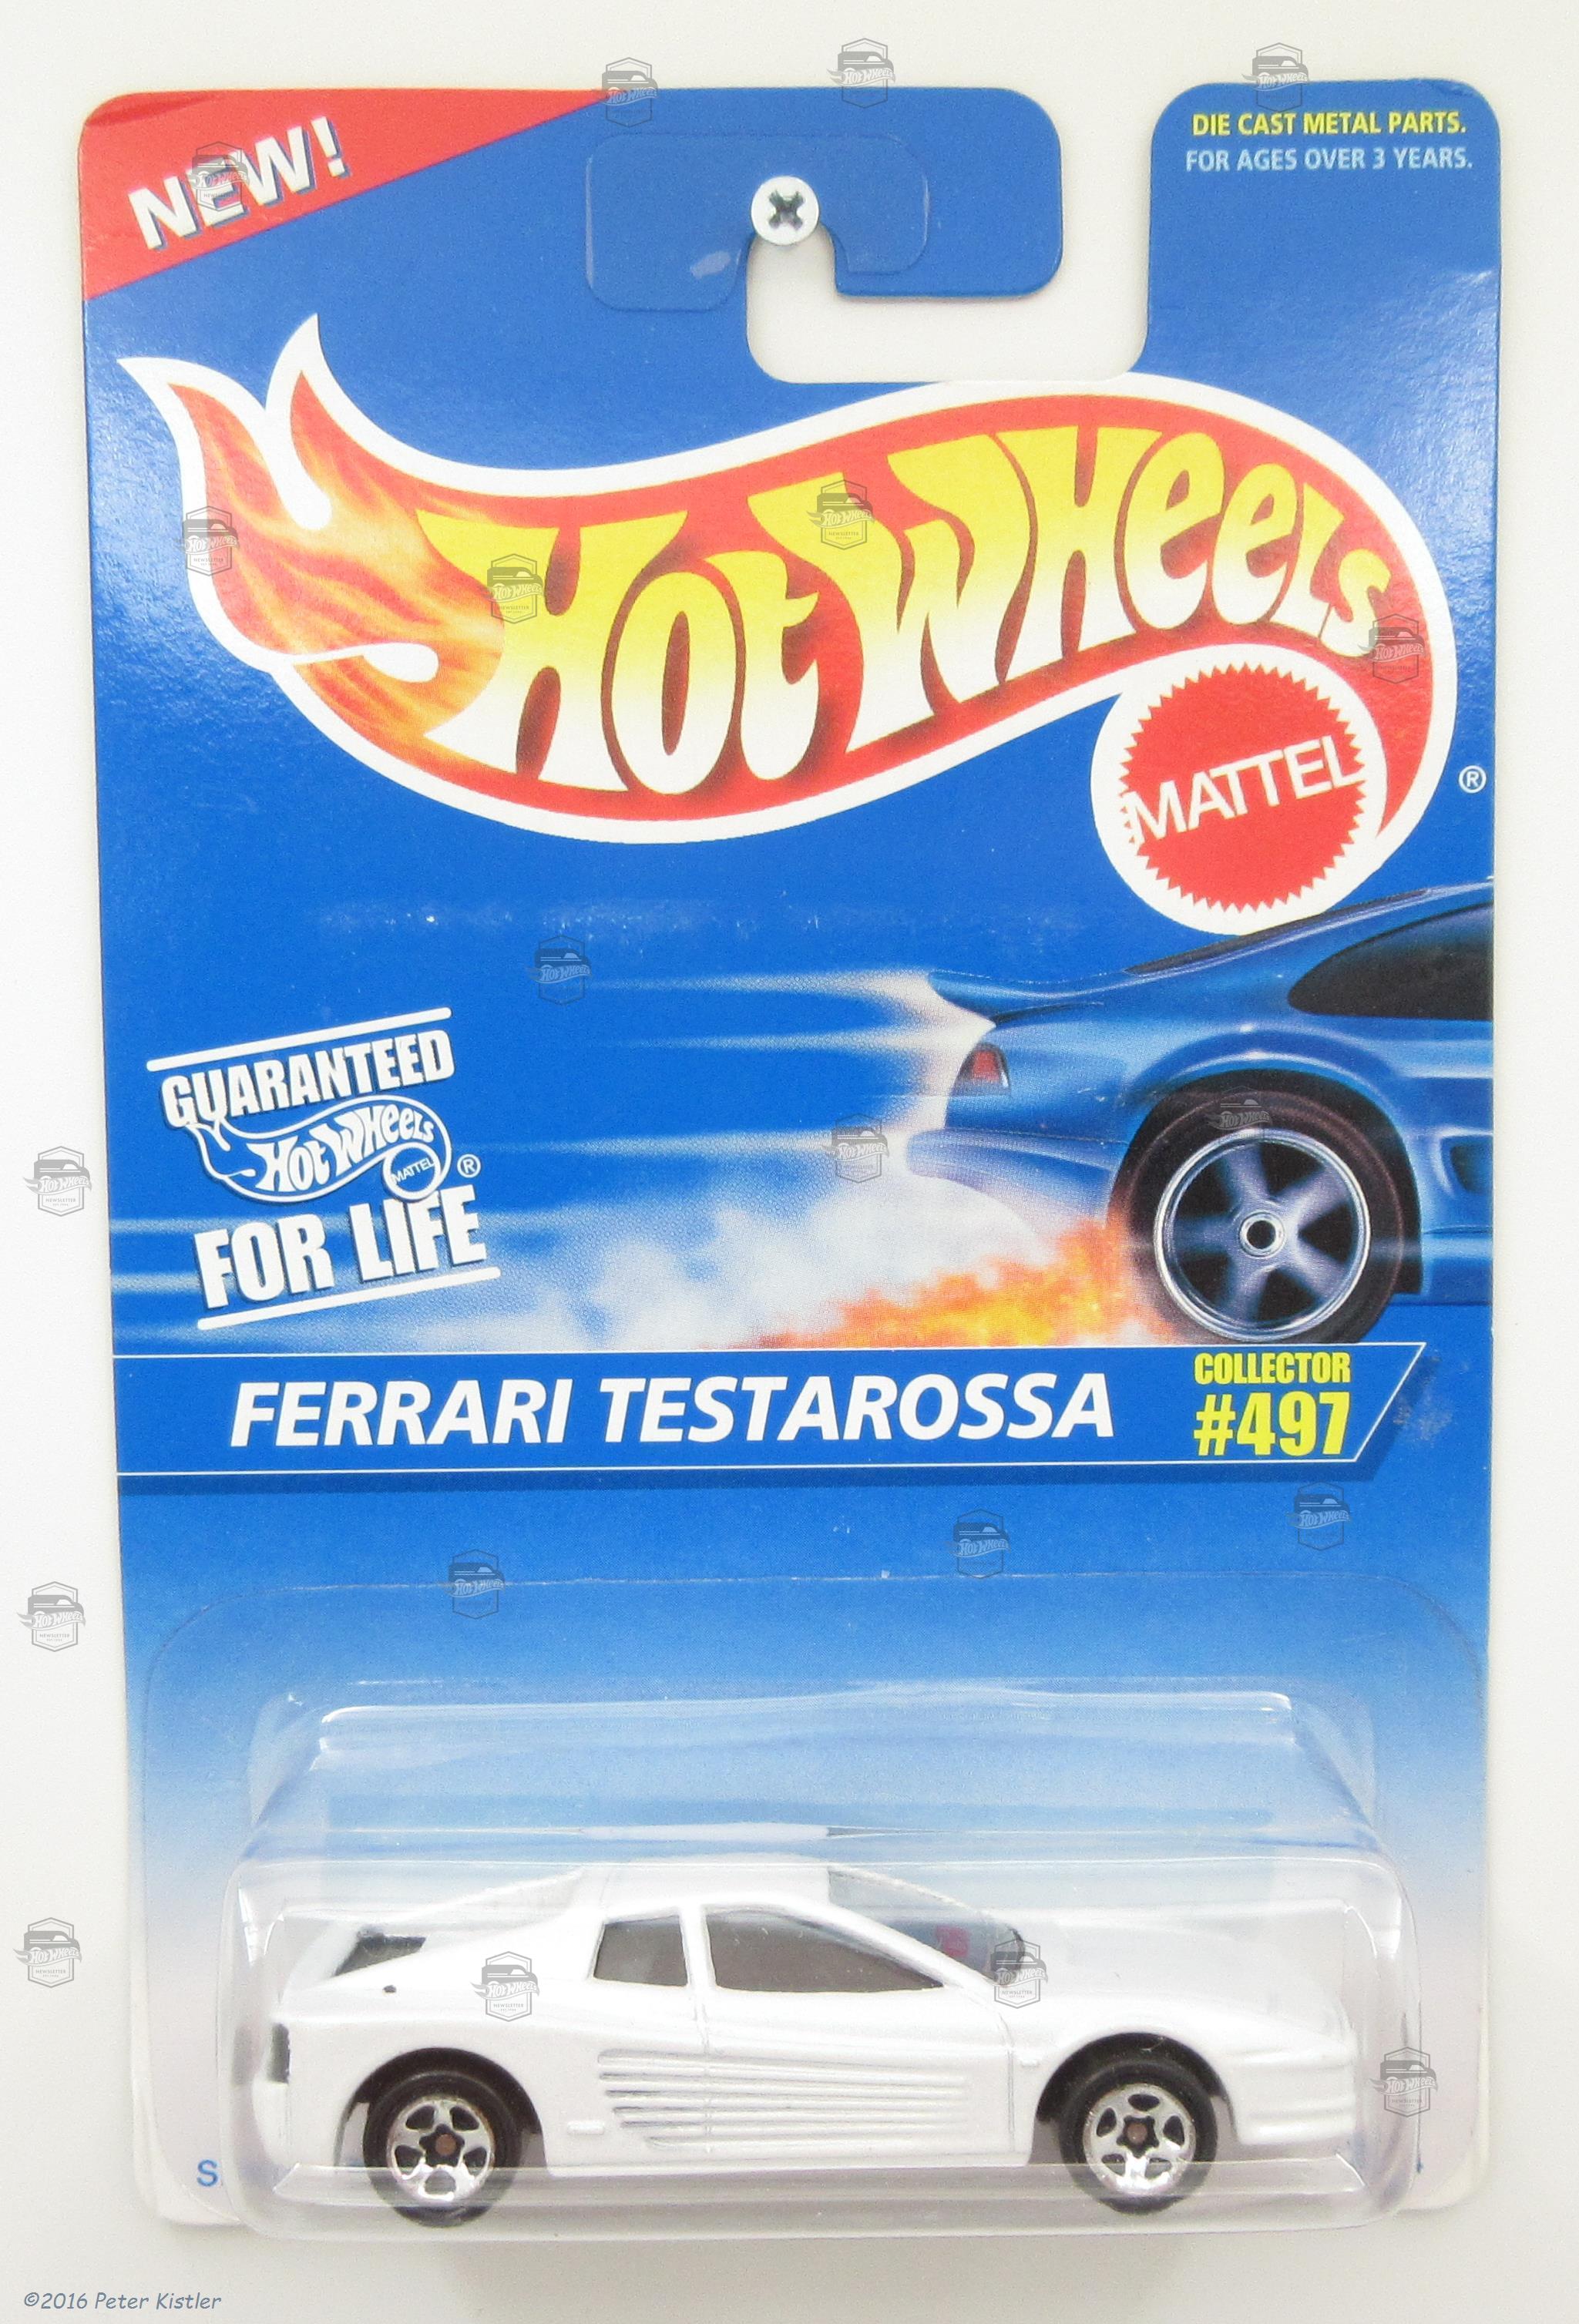 NEW!
DIE CAST METAL PARTS.
FOR AGES OVER 3 YEARS.
Hot Wheels
MATTEL
®
GUARANTEED
Hot Wheels
MATTEL
®
FOR LIFE
FERRARI TESTAROSSA
COLLECTOR
#497
S
©2016 Peter Kistler